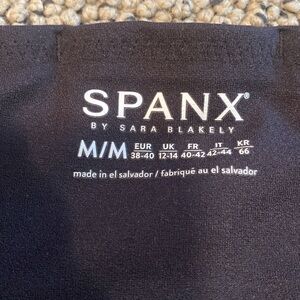 SPANX®
BY SARA BLAKELY
M/M EUR UK FR IT KR
38-40 12-14 40-42 42-44 66
made in el salvador / fabriqué au el salvador